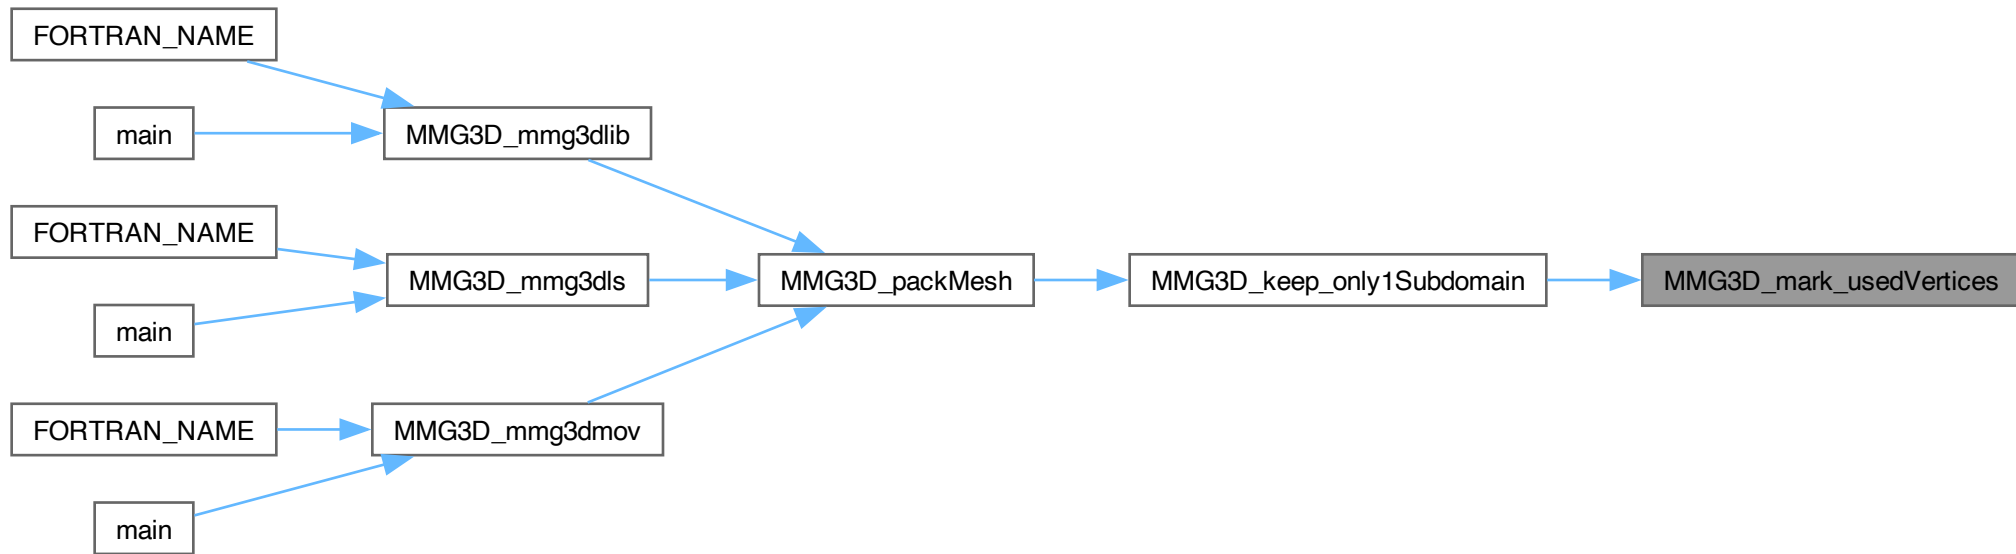 FORTRAN_NAME
main
MMG3D_mmg3dlib
FORTRAN_NAME
main
MMG3D_mmg3dls
MMG3D_packMesh
MMG3D_keep_only1Subdomain
MMG3D_mark_usedVertices
FORTRAN_NAME
main
MMG3D_mmg3dmov